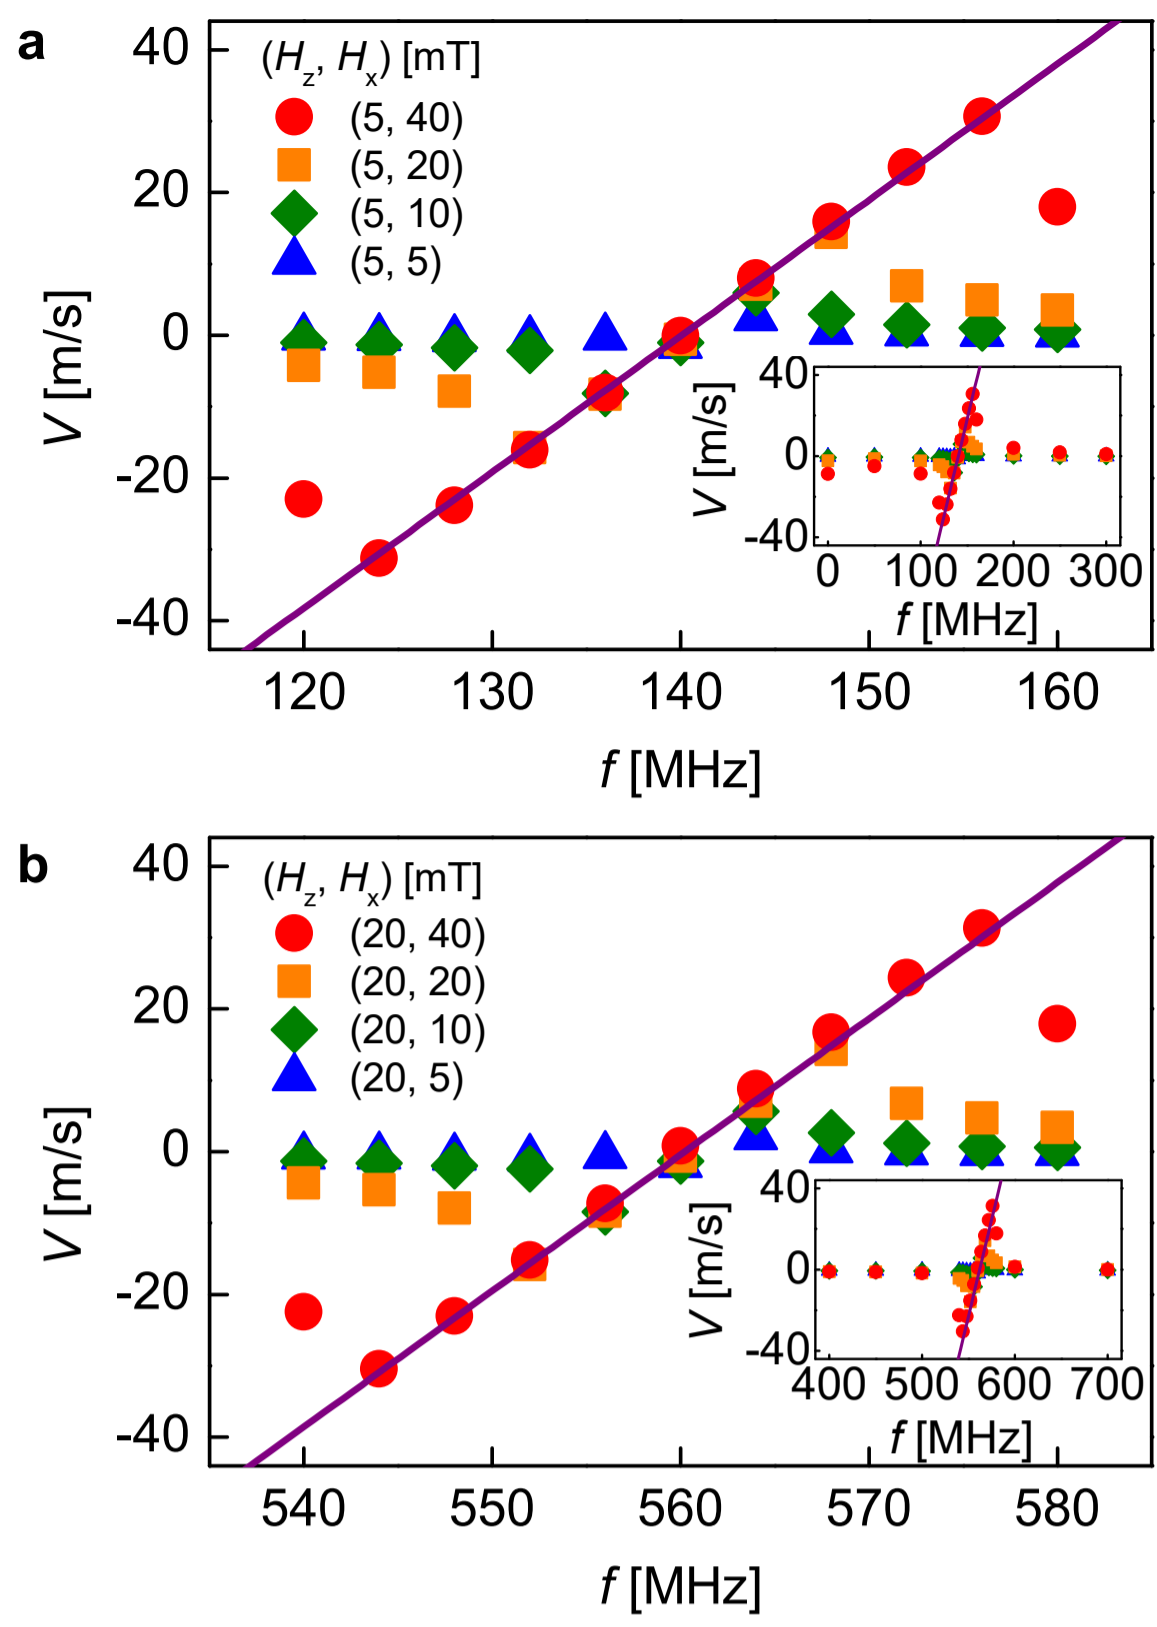 a
(Hz, Hx) [mT]
(5, 40)
(5, 20)
(5, 10)
(5, 5)
40
20
0
-20
-40
V [m/s]
120 130 140 150 160
f [MHz]
40
0
-40
V [m/s]
0 100 200 300
f [MHz]
b
(Hz, Hx) [mT]
(20, 40)
(20, 20)
(20, 10)
(20, 5)
40
20
0
-20
-40
V [m/s]
540 550 560 570 580
f [MHz]
40
0
-40
V [m/s]
400 500 600 700
f [MHz]